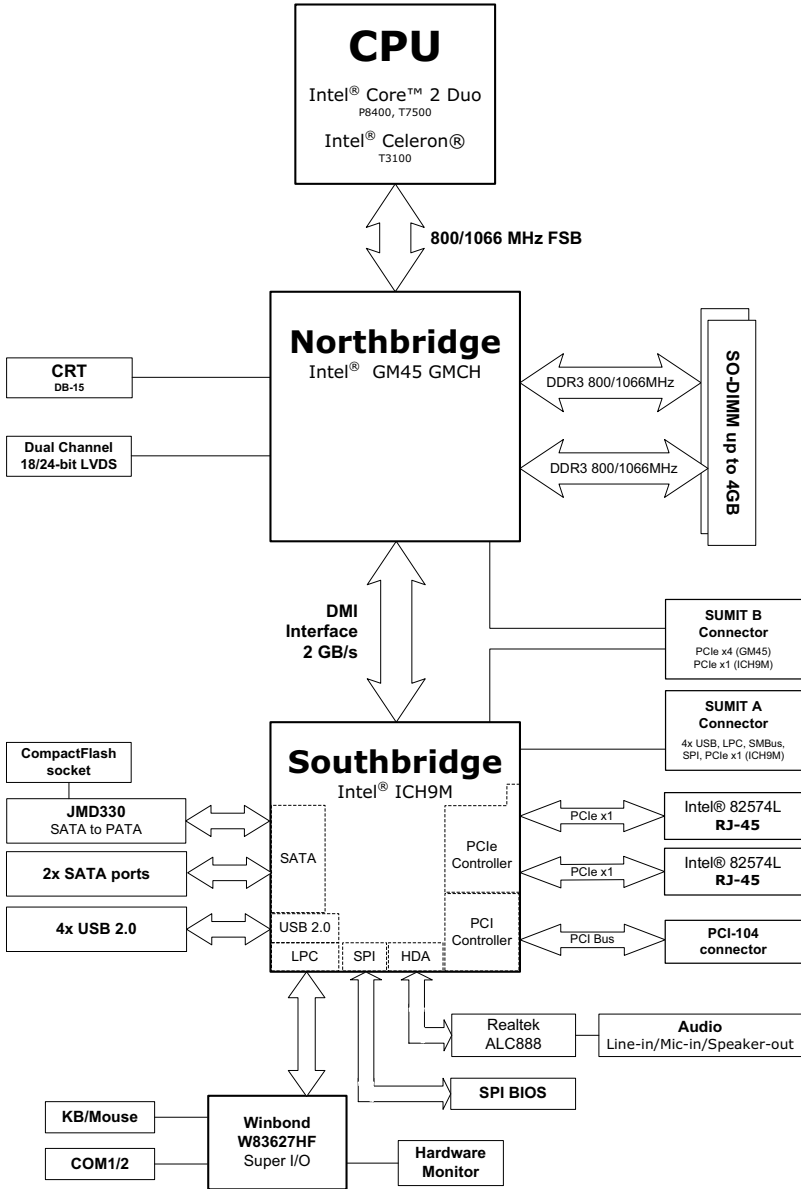 CPU
Intel® Core™ 2 Duo
P8400, T7500
Intel® Celeron®
T3100
800/1066 MHz FSB
Northbridge
Intel® GM45 GMCH
CRT
DB-15
Dual Channel
18/24-bit LVDS
DDR3 800/1066MHz
DDR3 800/1066MHz
SO-DIMM up to 4GB
DMI
Interface
2 GB/s
SUMIT B
Connector
PCIe x4 (GM45)
PCIe x1 (ICH9M)
SUMIT A
Connector
4x USB, LPC, SMBus,
SPI, PCIe x1 (ICH9M)
Southbridge
Intel® ICH9M
CompactFlash
socket
JMD330
SATA to PATA
2x SATA ports
4x USB 2.0
SATA
USB 2.0
LPC
SPI
HDA
PCIe
Controller
PCI
Controller
PCIe x1
Intel® 82574L
RJ-45
PCIe x1
Intel® 82574L
RJ-45
PCI Bus
PCI-104
connector
Realtek
ALC888
Audio
Line-in/Mic-in/Speaker-out
SPI BIOS
KB/Mouse
COM1/2
Winbond
W83627HF
Super I/O
Hardware
Monitor